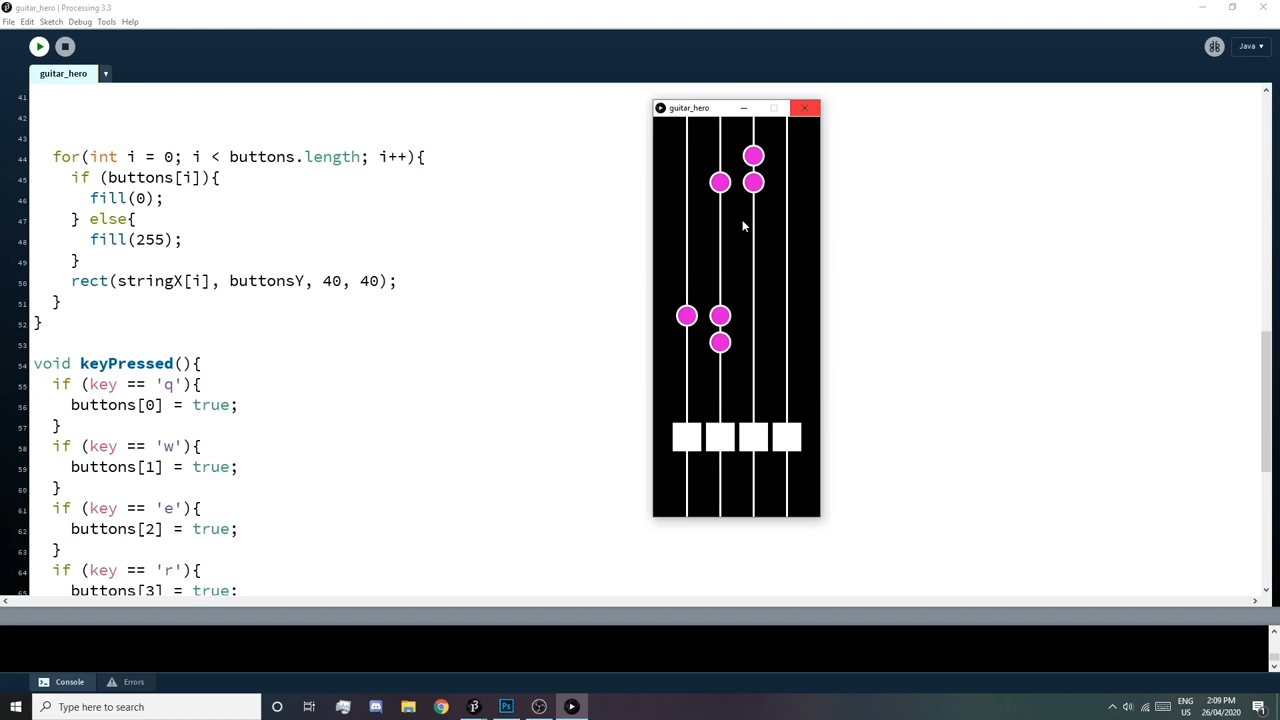 guitar_hero | Processing 3.3
File Edit Sketch Debug Tools Help
Java ▾
guitar_hero ▾
41
42
43
44 for(int i = 0; i < buttons.length; i++){
45 if (buttons[i]){
46 fill(0);
47 } else{
48 fill(255);
49 }
50 rect(stringX[i], buttonsY, 40, 40);
51 }
52 }
53
54 void keyPressed(){
55 if (key == 'q'){
56 buttons[0] = true;
57 }
58 if (key == 'w'){
59 buttons[1] = true;
60 }
61 if (key == 'e'){
62 buttons[2] = true;
63 }
64 if (key == 'r'){
65 buttons[3] = true;
guitar_hero
Console Errors
Type here to search
Ps
ENG
US
2:09 PM
26/04/2020
1